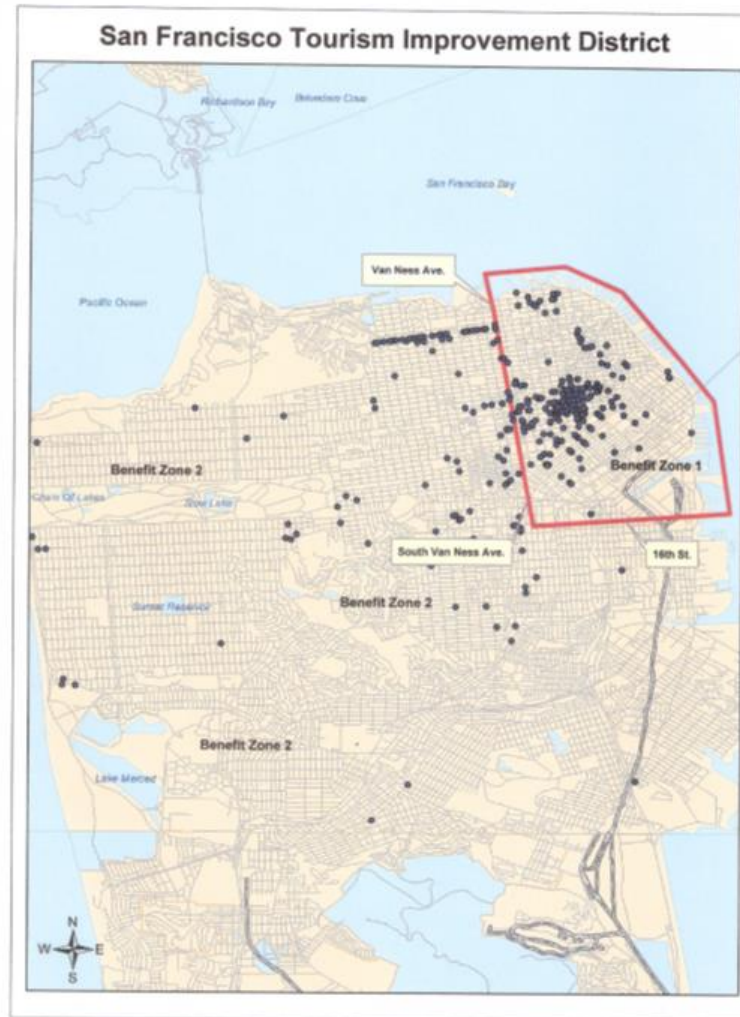 San Francisco Tourism Improvement District
Richardson Bay
Belvedere Cove
San Francisco Bay
Van Ness Ave.
Pacific Ocean
Benefit Zone 2
Benefit Zone 1
Chain Of Lakes
Stow Lake
South Van Ness Ave.
16th St.
Benefit Zone 2
Sunset Reservoir
Benefit Zone 2
Lake Merced
N
W
E
S